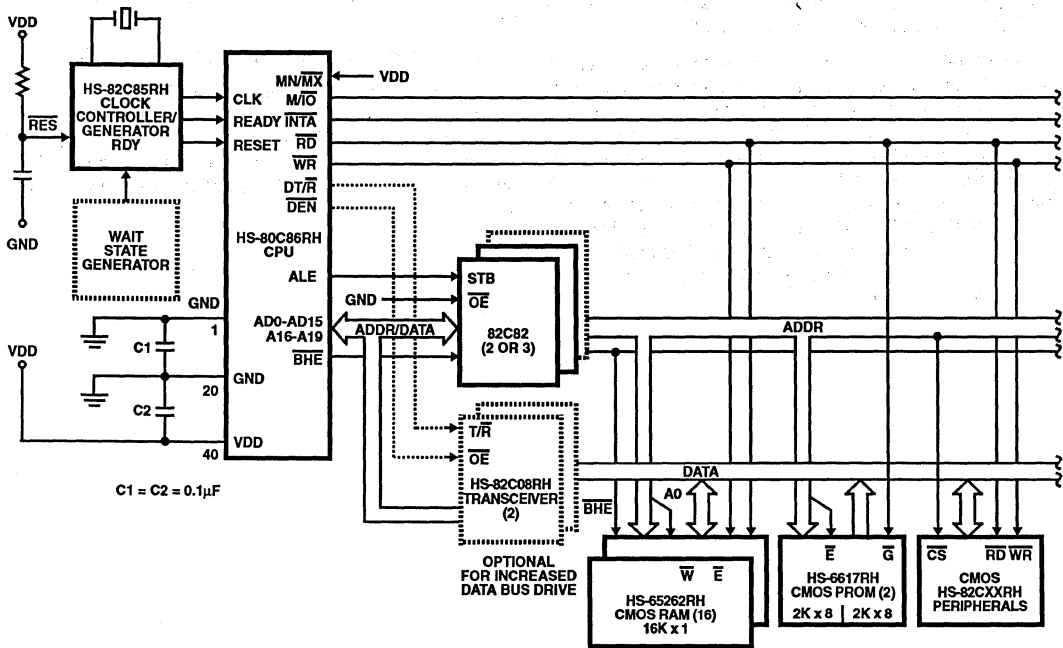 VDD
HS-82C85RH
CLOCK
CONTROLLER/
GENERATOR
RDY
RES
GND
WAIT
STATE
GENERATOR
CLK
READY
RESET
MN/MX
VDD
M/IO
INTA
RD
WR
DT/R
DEN
HS-80C86RH
CPU
ALE
AD0-AD15
A16-A19
BHE
GND
1
C1
VDD
GND
20
C2
VDD
40
C1 = C2 = 0.1μF
GND
STB
OE
82C82
(2 OR 3)
ADDR/DATA
ADDR
T/R
OE
HS-82C08RH
TRANSCEIVER
(2)
OPTIONAL
FOR INCREASED
DATA BUS DRIVE
DATA
BHE
A0
W E
HS-65262RH
CMOS RAM (16)
16K x 1
E G
HS-6617RH
CMOS PROM (2)
2K x 8 | 2K x 8
CS RD WR
CMOS
HS-82CXXRH
PERIPHERALS